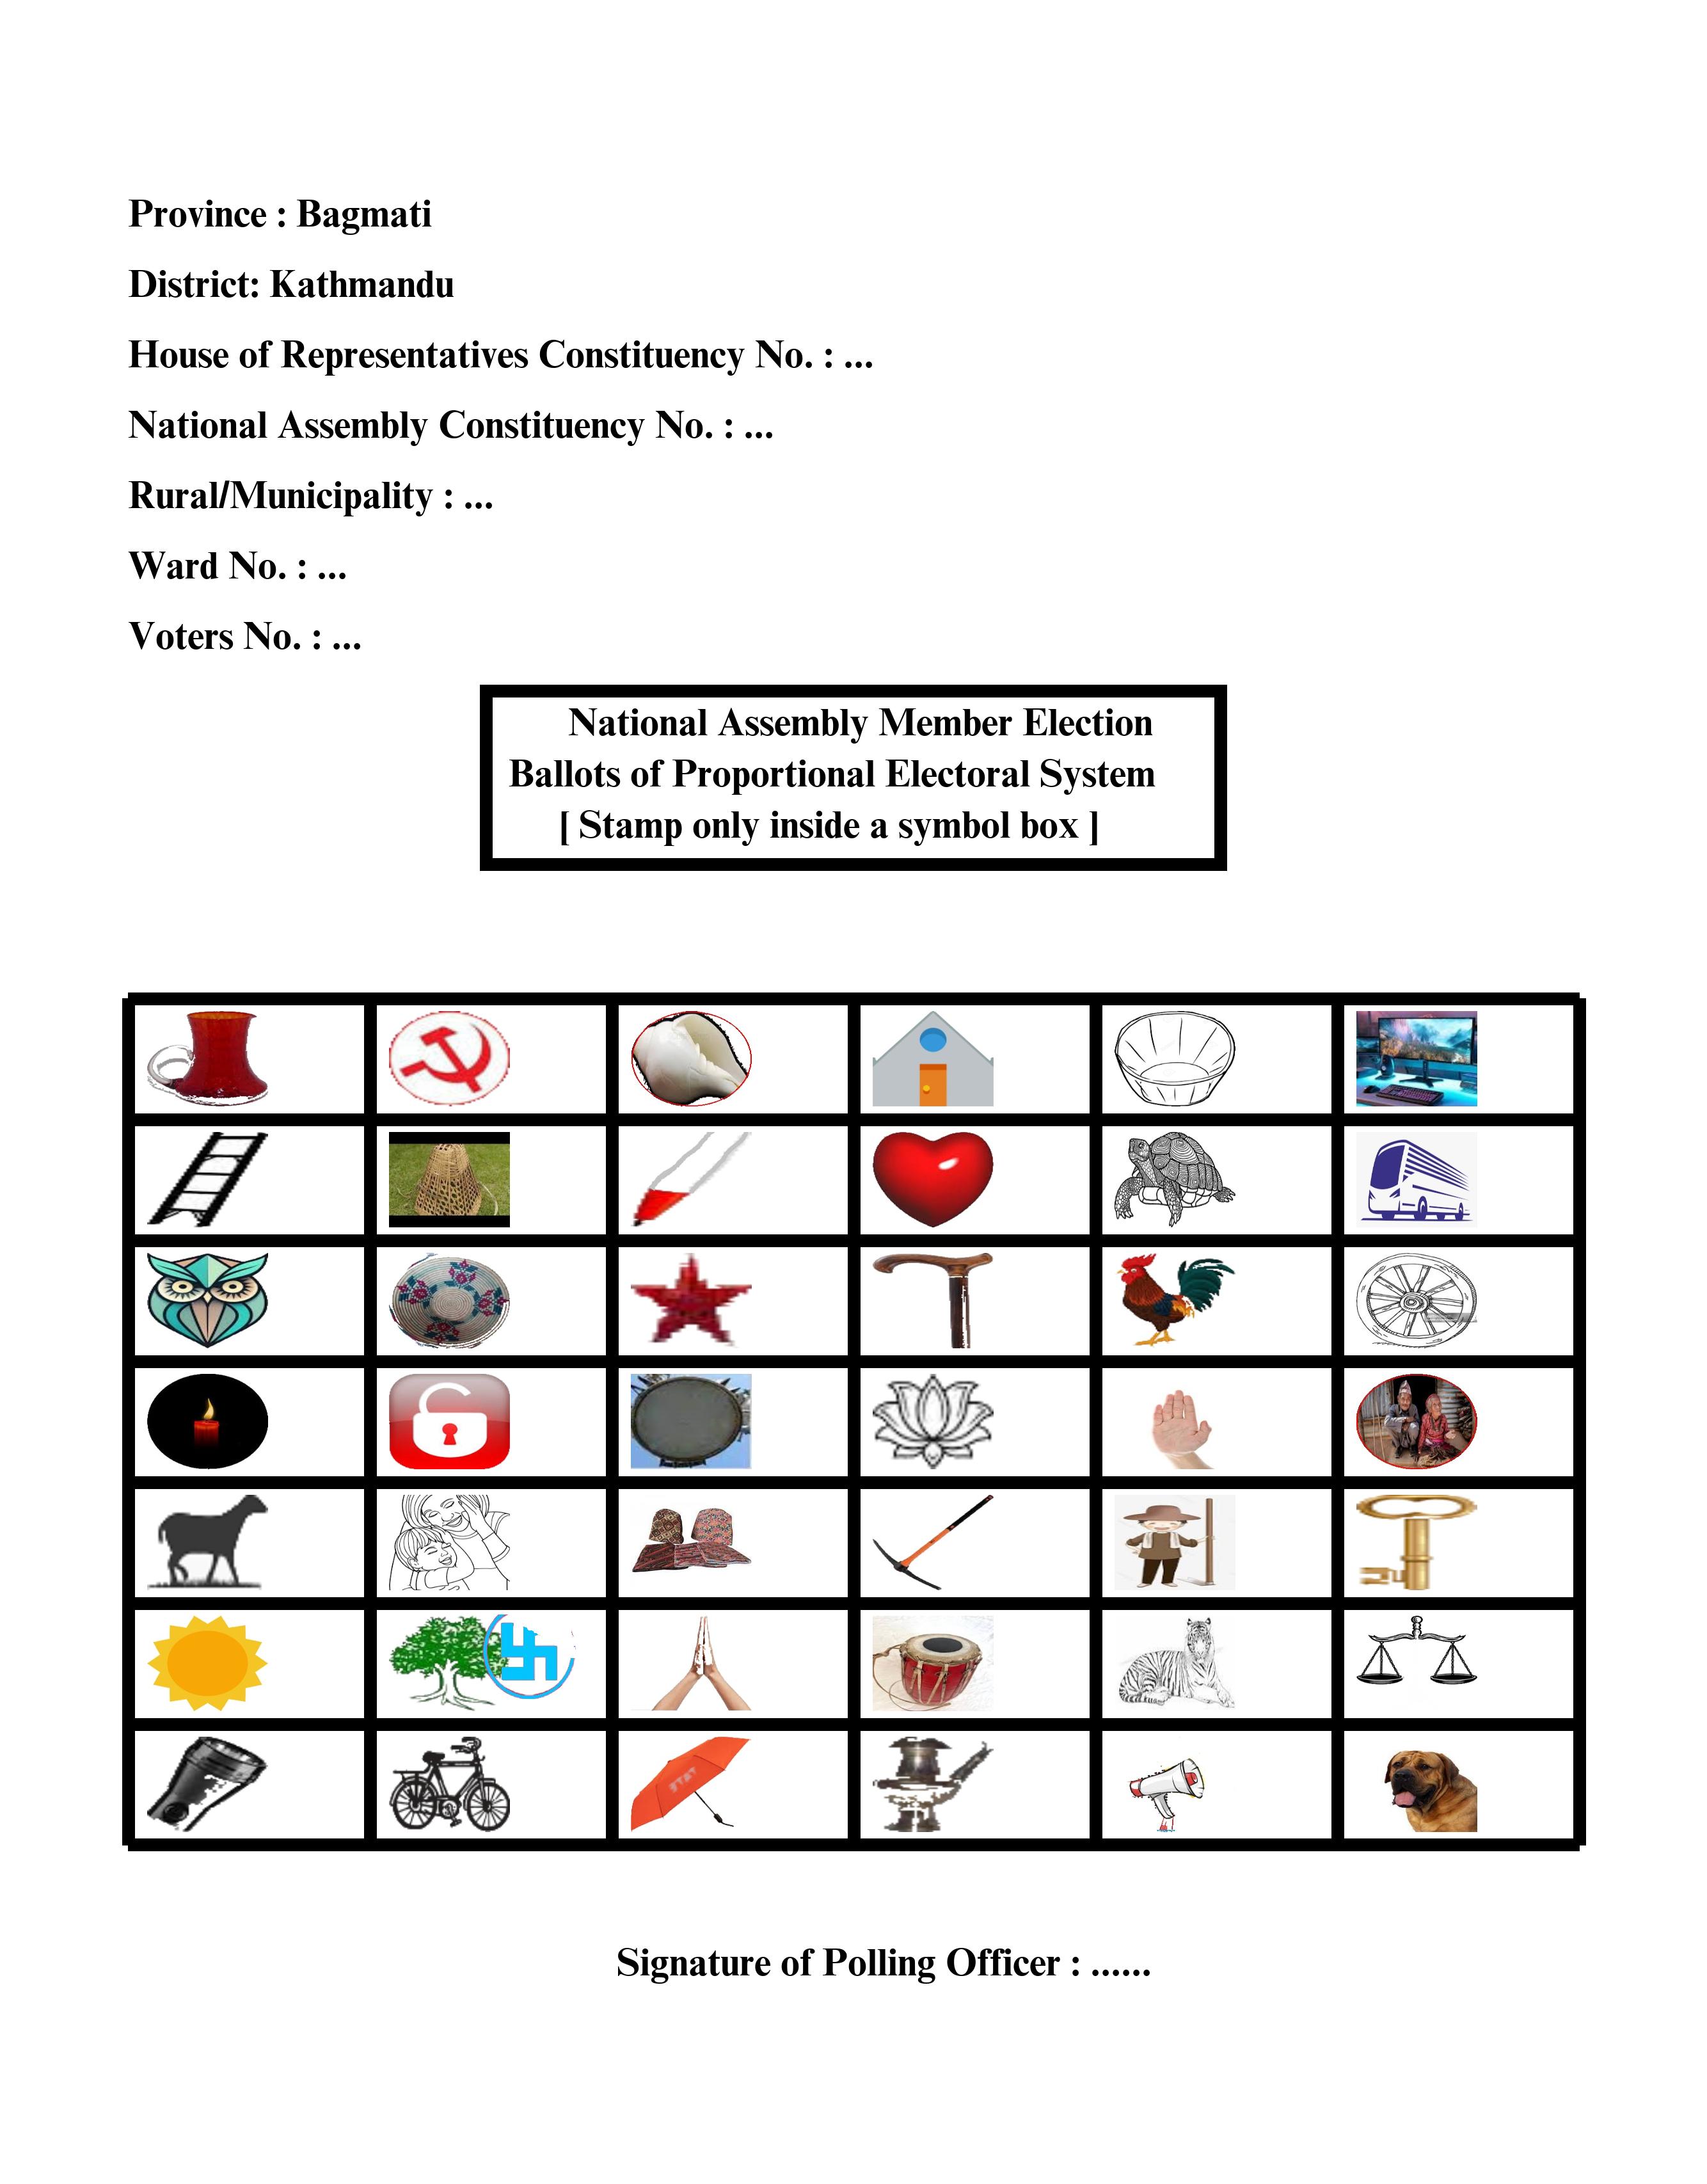 Province : Bagmati
District: Kathmandu
House of Representatives Constituency No. : ...
National Assembly Constituency No. : ...
Rural/Municipality : ...
Ward No. : ...
Voters No. : ...
National Assembly Member Election
Ballots of Proportional Electoral System
[ Stamp only inside a symbol box ]
Signature of Polling Officer : ......